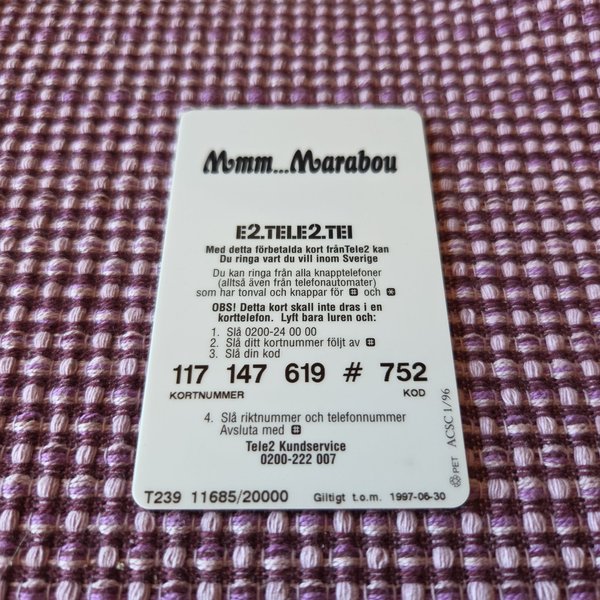 Mmm...Marabou
E2.TELE2.TEl
Med detta förbetalda kort frånTele2 kan
Du ringa vart du vill inom Sverige
Du kan ringa från alla knapptelefoner
(alltså även från telefonautomater)
som har tonval och knappar för # och *
OBS! Detta kort skall inte dras i en
korttelefon. Lyft bara luren och:
1. Slå 0200-24 00 00
2. Slå ditt kortnummer följt av #
3. Slå din kod
117 147 619 # 752
KORTNUMMER KOD
4. Slå riktnummer och telefonnummer
Avsluta med #
Tele2 Kundservice
0200-222 007
T239 11685/20000 Giltigt t.o.m. 1997-06-30
PET ACSC 1/96